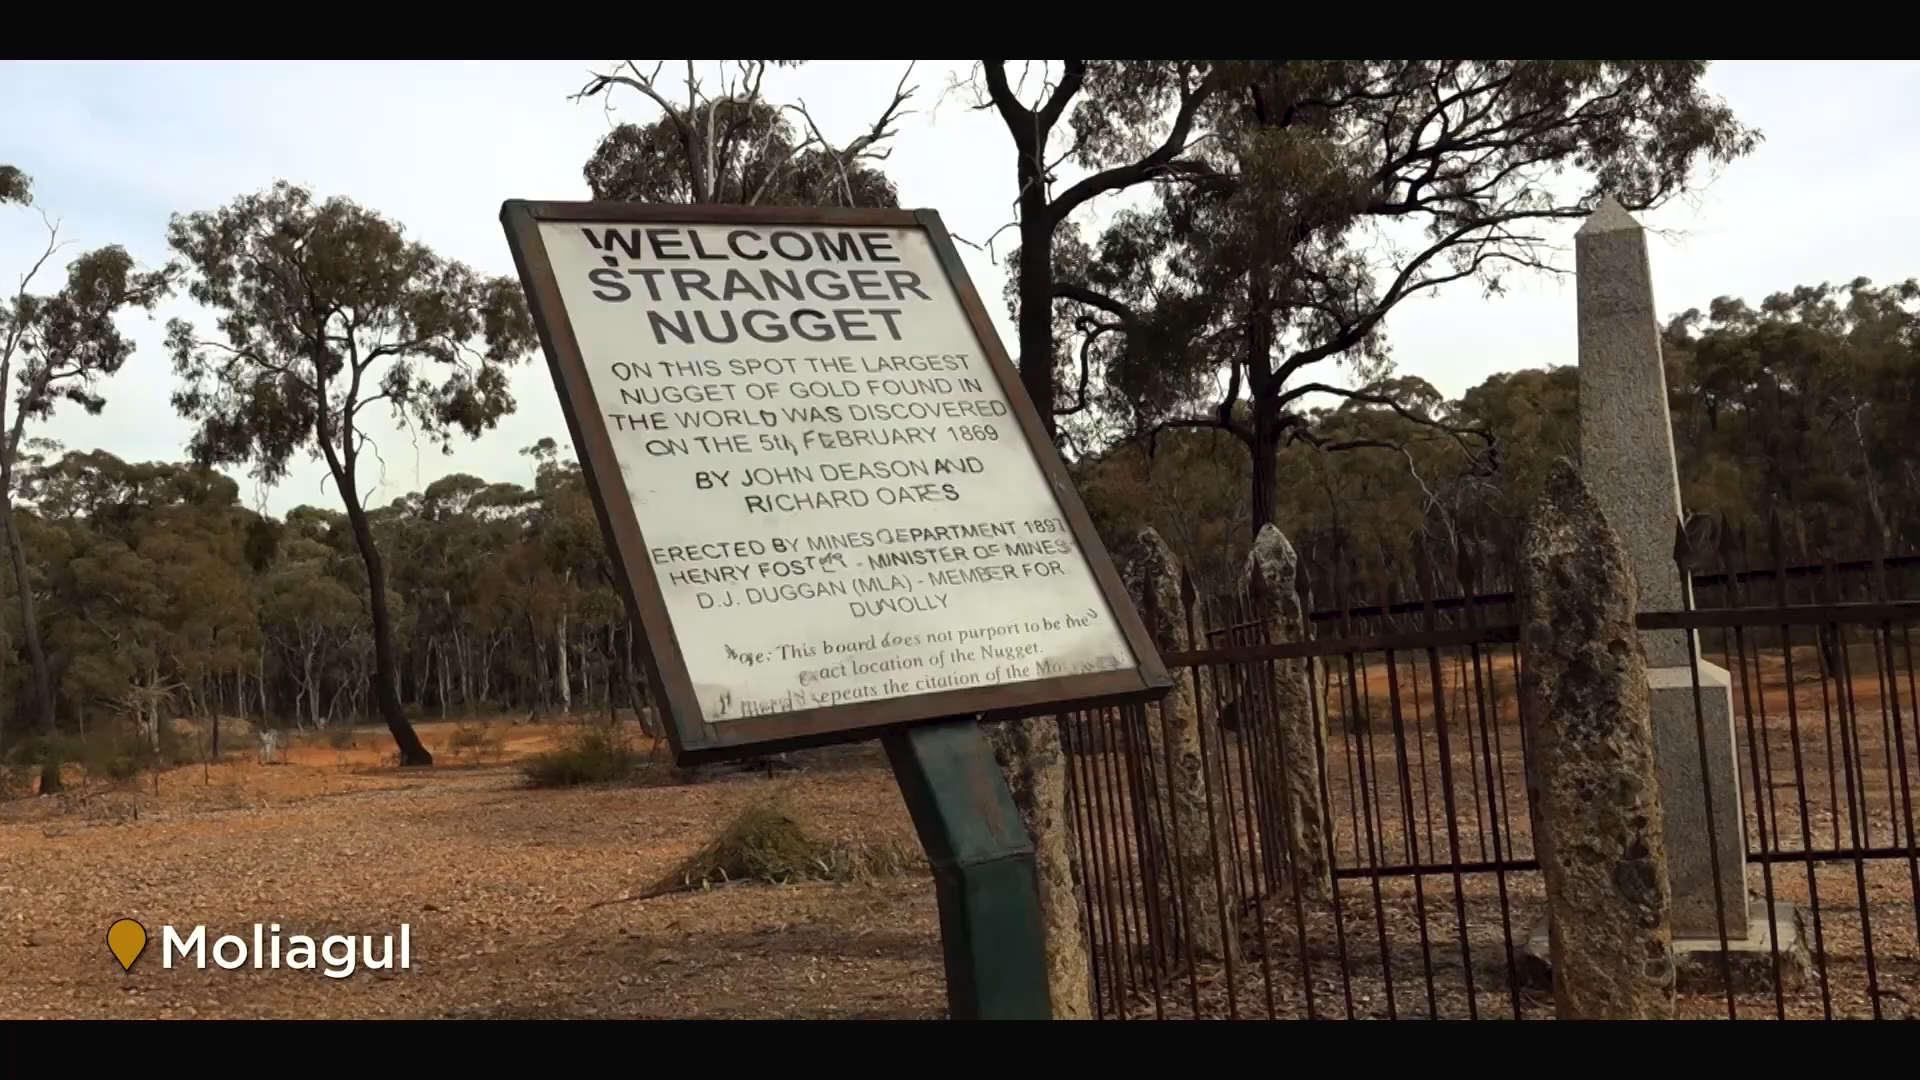 WELCOME
STRANGER
NUGGET
ON THIS SPOT THE LARGEST
NUGGET OF GOLD FOUND IN
THE WORLD WAS DISCOVERED
ON THE 5th FEBRUARY 1869
BY JOHN DEASON AND
RICHARD OATES
ERECTED BY MINES DEPARTMENT 1897
HENRY FOSTER - MINISTER OF MINES
D.J. DUGGAN (MLA) - MEMBER FOR
DUNOLLY
Note: This board does not purport to be the
exact location of the Nugget.
repeats the citation of the
Moliagul